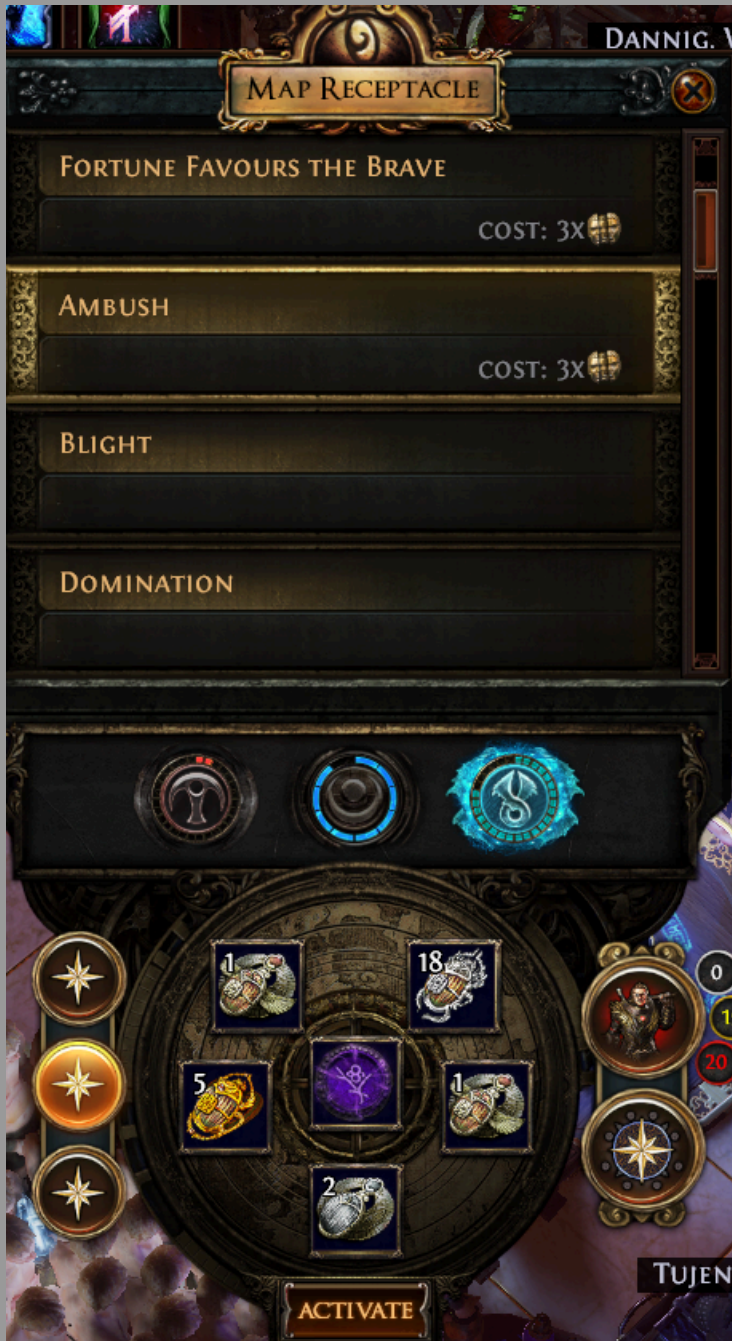 DANNIG. V
MAP RECEPTACLE
FORTUNE FAVOURS THE BRAVE
COST: 3X
AMBUSH
COST: 3X
BLIGHT
DOMINATION
1
18
0
1
5
1
20
2
TUJEN
ACTIVATE